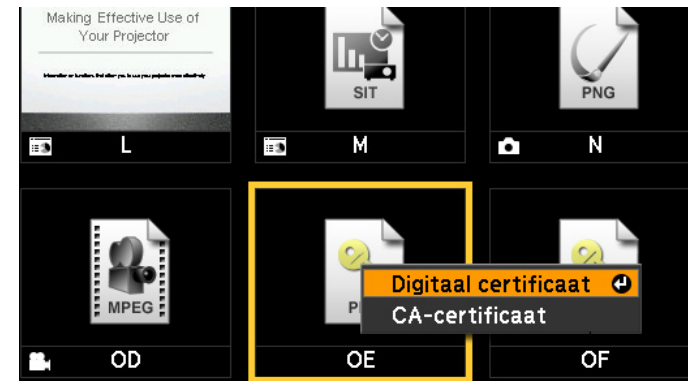 Making Effective Use of
Your Projector
SIT
PNG
L
M
N
MPEG
Digitaal certificaat
CA-certificaat
OD
OE
OF